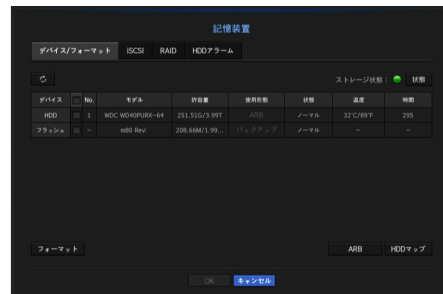 記憶装置
デバイス/フォーマット iSCSI RAID HDDアラーム
ストレージ状態: 状態
デバイス No. モデル 許容量 使用形態 状態 温度 時間
HDD 1 WDC WD40PURX-64 251.51G/3.99T ARB ノーマル 32℃/89℉ 295
フラッシュ - m80 Rev: 208.66M/1.99... バックアップ ノーマル - -
フォーマット ARB HDDマップ
OK キャンセル